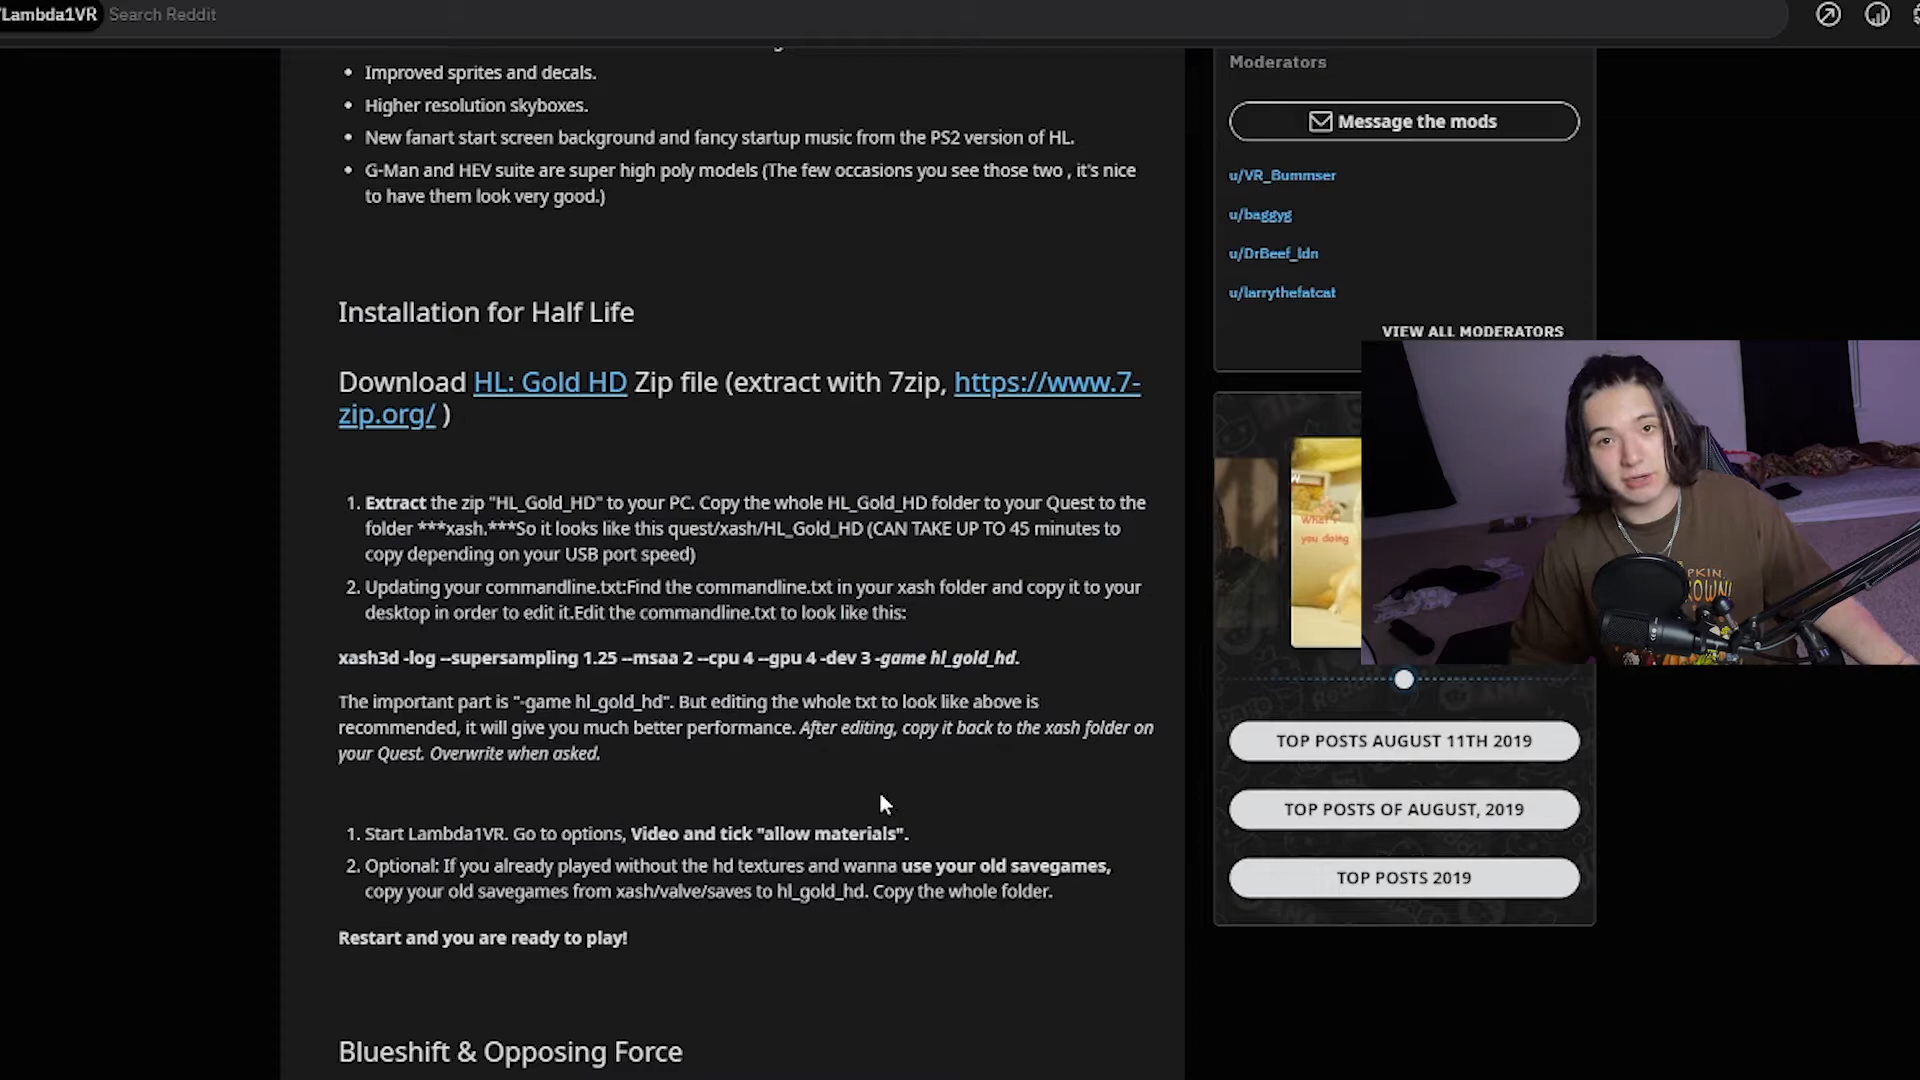 Lambda1VR Search Reddit
Improved sprites and decals.
Higher resolution skyboxes.
New fanart start screen background and fancy startup music from the PS2 version of HL.
G-Man and HEV suite are super high poly models (The few occasions you see those two , it's nice
to have them look very good.)
Installation for Half Life
Download HL: Gold HD Zip file (extract with 7zip, https://www.7-
zip.org/ )
1. Extract the zip "HL_Gold_HD" to your PC. Copy the whole HL_Gold_HD folder to your Quest to the
folder ***xash.***So it looks like this quest/xash/HL_Gold_HD (CAN TAKE UP TO 45 minutes to
copy depending on your USB port speed)
2. Updating your commandline.txt:Find the commandline.txt in your xash folder and copy it to your
desktop in order to edit it.Edit the commandline.txt to look like this:
xash3d -log --supersampling 1.25 --msaa 2 --cpu 4 --gpu 4 -dev 3 -game hl_gold_hd.
The important part is "-game hl_gold_hd". But editing the whole txt to look like above is
recommended, it will give you much better performance. After editing, copy it back to the xash folder on
your Quest. Overwrite when asked.
1. Start Lambda1VR. Go to options, Video and tick "allow materials".
2. Optional: If you already played without the hd textures and wanna use your old savegames,
copy your old savegames from xash/valve/saves to hl_gold_hd. Copy the whole folder.
Restart and you are ready to play!
Blueshift & Opposing Force
Moderators
Message the mods
u/VR_Bummser
u/baggyg
u/DrBeef_ldn
u/larrythefatcat
VIEW ALL MODERATORS
you doing
TOP POSTS AUGUST 11TH 2019
TOP POSTS OF AUGUST, 2019
TOP POSTS 2019